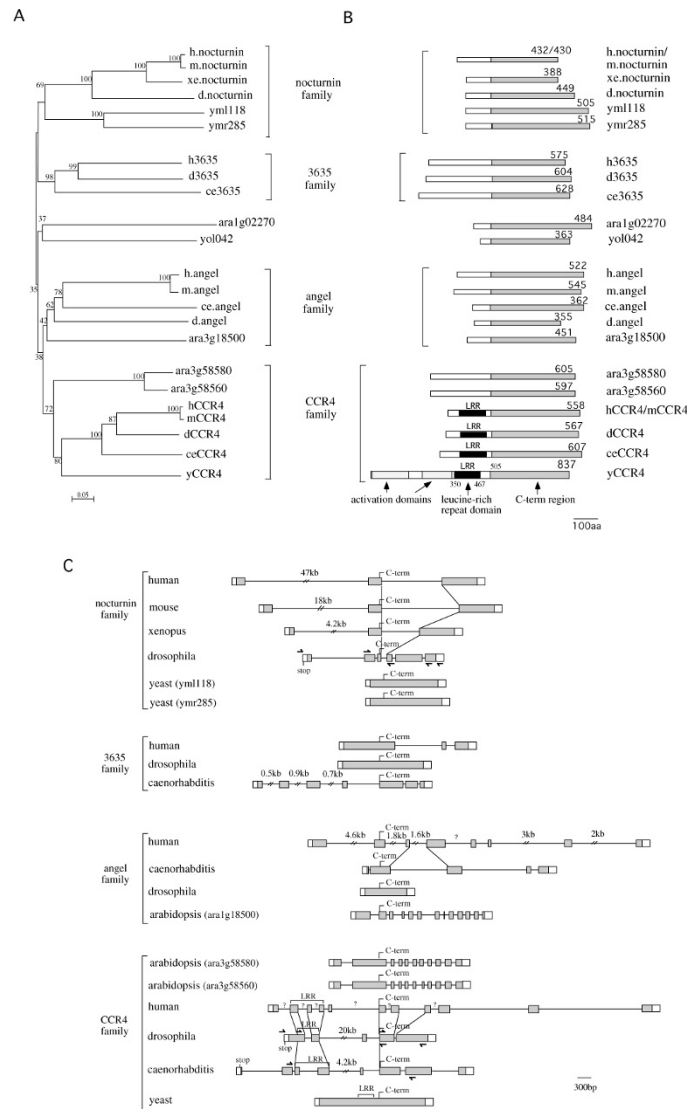 A
100
100
69
100
100
h.nocturnin
m.nocturnin
xe.nocturnin
d.nocturnin
yml118
ymr285
nocturnin
family
99
98
h3635
d3635
ce3635
3635
family
37
ara1g02270
yol042
35
100
78
62
42
h.angel
m.angel
ce.angel
d.angel
ara3g18500
angel
family
38
100
72
100
87
100
80
ara3g58580
ara3g58560
hCCR4
mCCR4
dCCR4
ceCCR4
yCCR4
CCR4
family
0.05
B
432/430 h.nocturnin/
m.nocturnin
388 xe.nocturnin
449 d.nocturnin
505 yml118
515 ymr285
575 h3635
604 d3635
628 ce3635
484 ara1g02270
363 yol042
522 h.angel
545 m.angel
362 ce.angel
355 d.angel
451 ara3g18500
605 ara3g58580
597 ara3g58560
LRR 558 hCCR4/mCCR4
LRR 567 dCCR4
LRR 607 ceCCR4
LRR 505 837 yCCR4
350 467
activation domains
leucine-rich
repeat domain
C-term region
100aa
C
nocturnin
family
human 47kb C-term
mouse 18kb
xenopus 4.2kb
drosophila C-term
stop
yeast (yml118) C-term
yeast (ymr285) C-term
3635
family
human C-term
drosophila C-term
caenorhabditis 0.5kb 0.9kb 0.7kb C-term
angel
family
human 4.6kb C-term 1.8kb 1.6kb ? 3kb 2kb
caenorhabditis C-term
drosophila C-term
arabidopsis (ara1g18500) C-term
CCR4
family
arabidopsis (ara3g58580) C-term
arabidopsis (ara3g58560) C-term
human ? LRR ? ? ? ? C-term ? ?
drosophila LRR 20kb C-term
stop
caenorhabditis stop LRR 4.2kb C-term
yeast LRR C-term
300bp